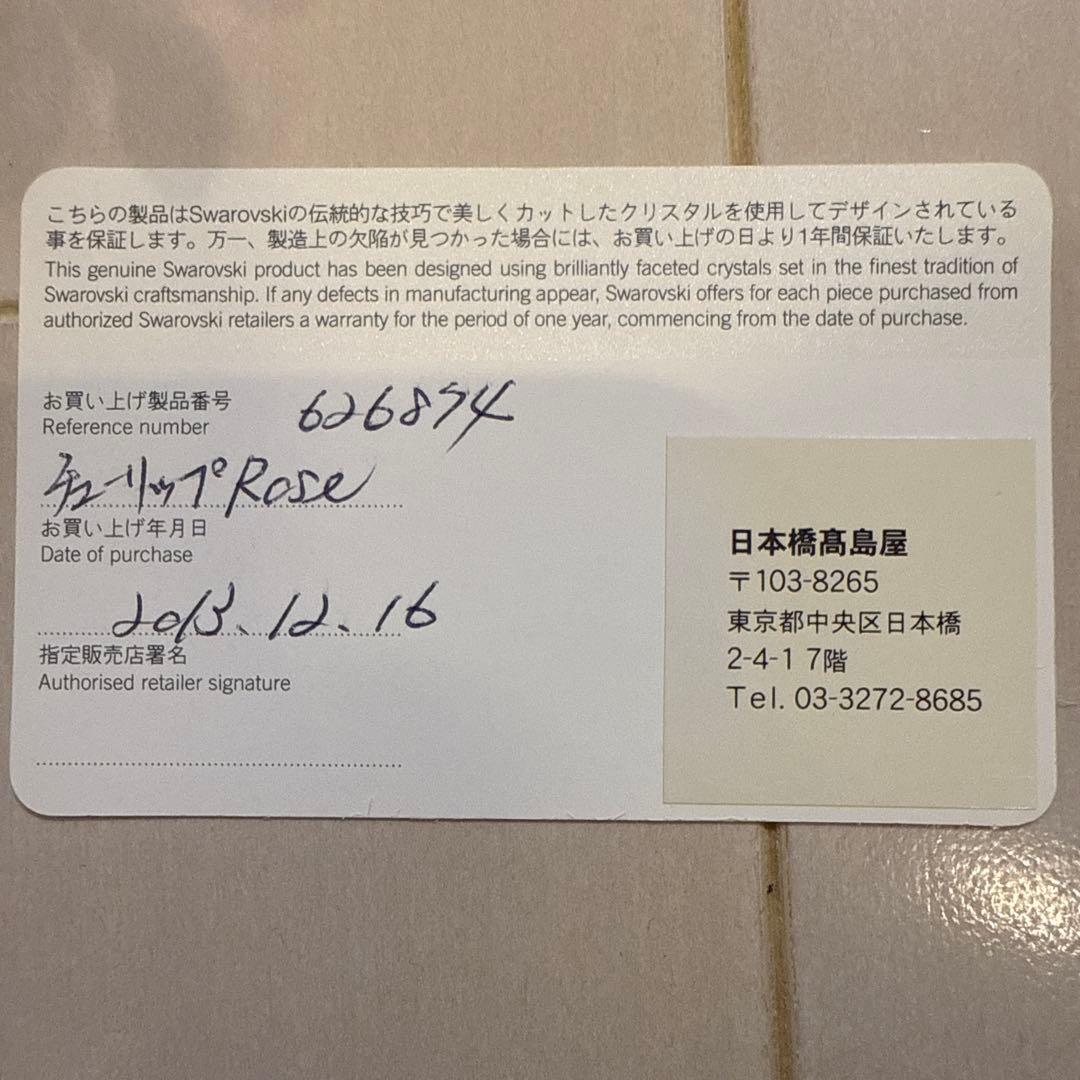 こちらの製品はSwarovskiの伝統的な技巧で美しくカットしたクリスタルを使用してデザインされている
事を保証します。万一、製造上の欠陥が見つかった場合には、お買い上げの日より1年間保証いたします。
This genuine Swarovski product has been designed using brilliantly faceted crystals set in the finest tradition of
Swarovski craftsmanship. If any defects in manufacturing appear, Swarovski offers for each piece purchased from
authorized Swarovski retailers a warranty for the period of one year, commencing from the date of purchase.
お買い上げ製品番号
Reference number
626874
チューリップRose
お買い上げ年月日
Date of purchase
2013、12、16
指定販売店署名
Authorised retailer signature
日本橋髙島屋
〒103-8265
東京都中央区日本橋
2-4-1 7階
Tel. 03-3272-8685